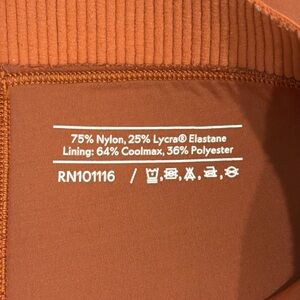 75% Nylon, 25% Lycra® Elastane
Lining: 64% Coolmax, 36% Polyester
RN101116 /